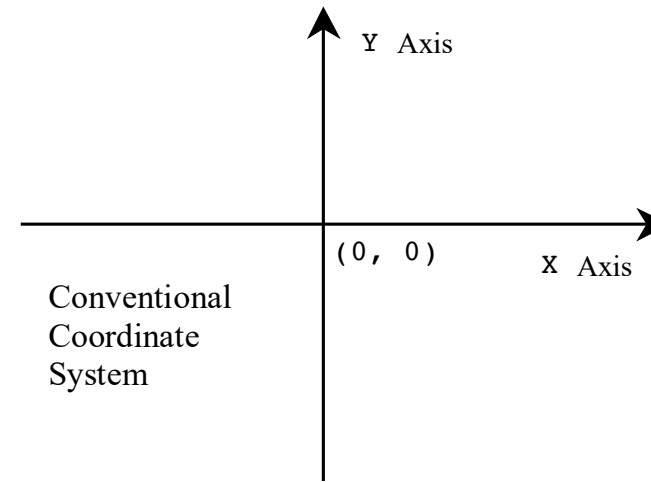 Y Axis
(0, 0)
X Axis
Conventional
Coordinate
System